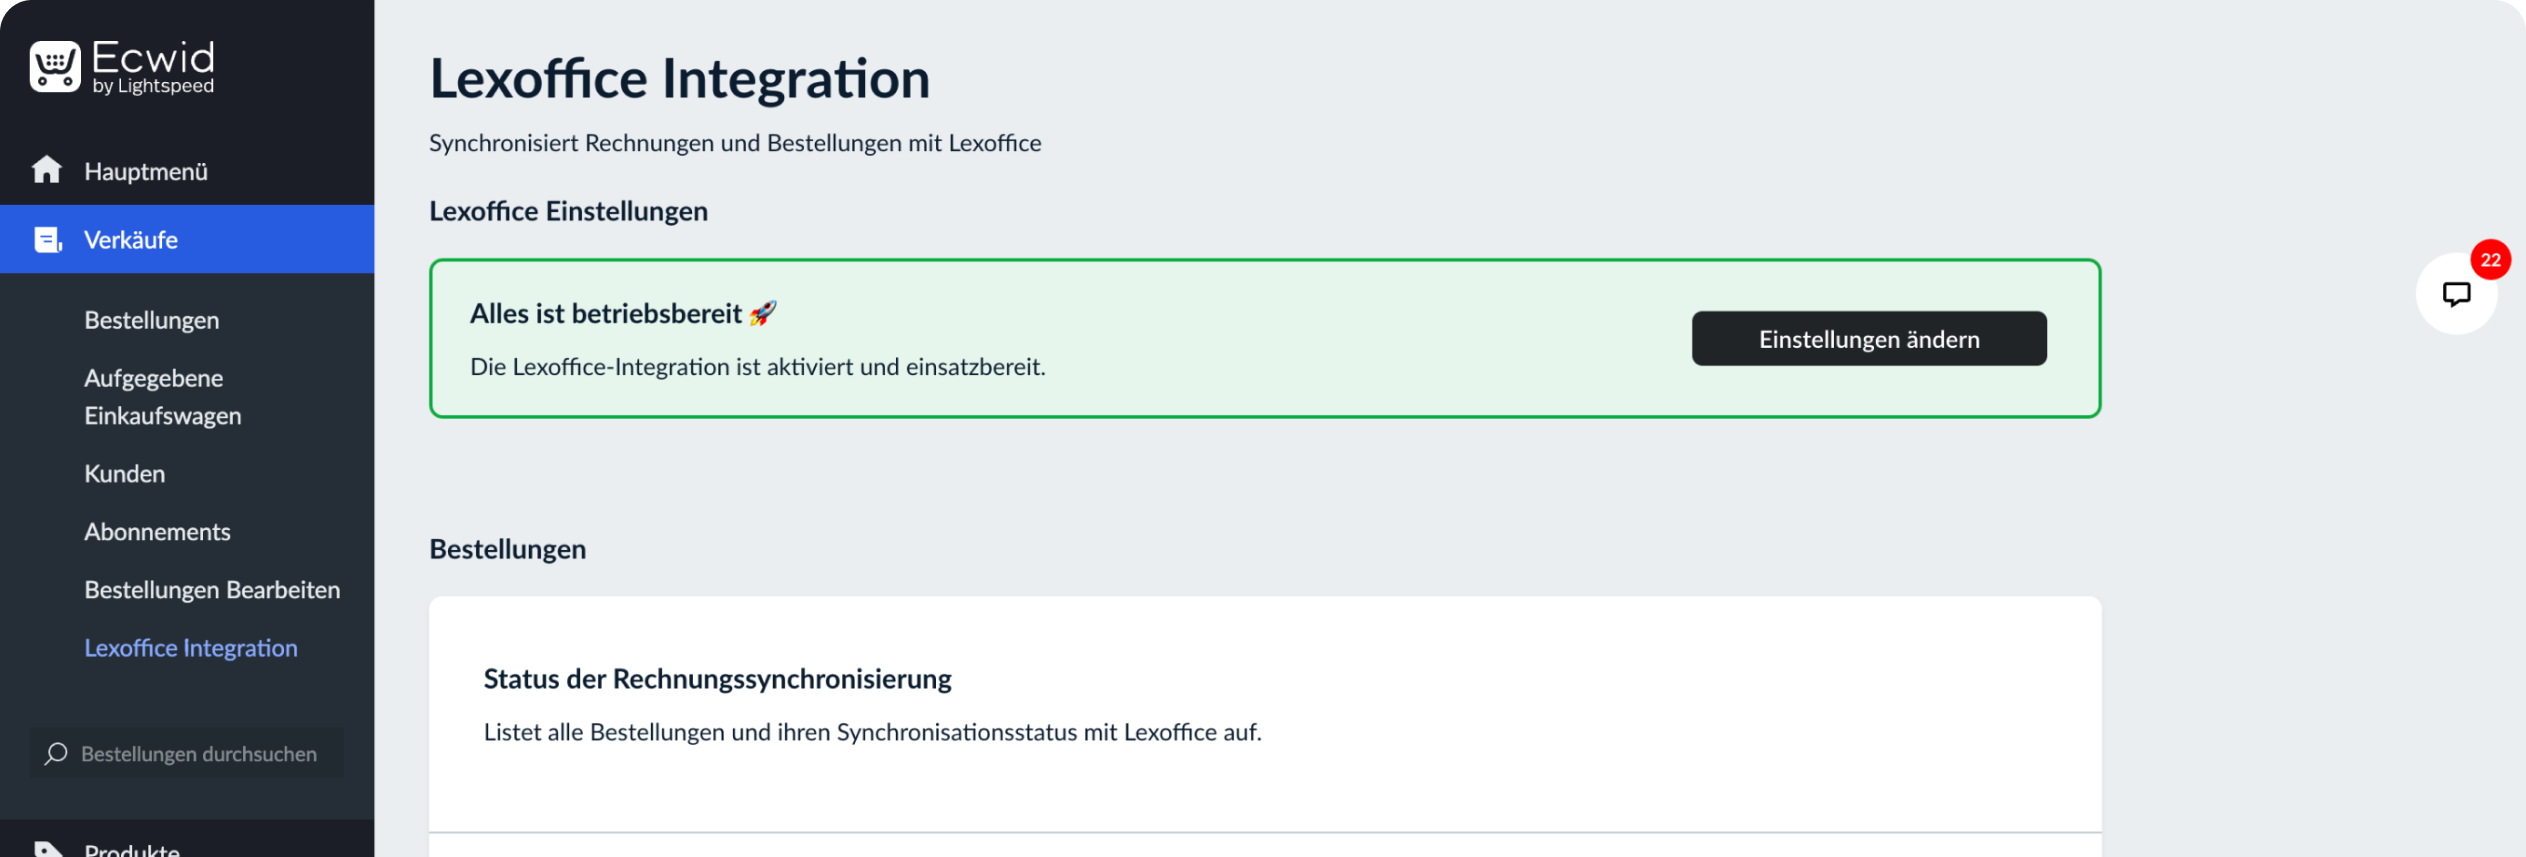 Ecwid
by Lightspeed
Hauptmenü
Verkäufe
Bestellungen
Aufgegebene
Einkaufswagen
Kunden
Abonnements
Bestellungen Bearbeiten
Lexoffice Integration
Bestellungen durchsuchen
Produkte
Lexoffice Integration
Synchronisiert Rechnungen und Bestellungen mit Lexoffice
Lexoffice Einstellungen
Alles ist betriebsbereit 🚀
Die Lexoffice-Integration ist aktiviert und einsatzbereit.
Einstellungen ändern
Bestellungen
Status der Rechnungssynchronisierung
Listet alle Bestellungen und ihren Synchronisationsstatus mit Lexoffice auf.
22